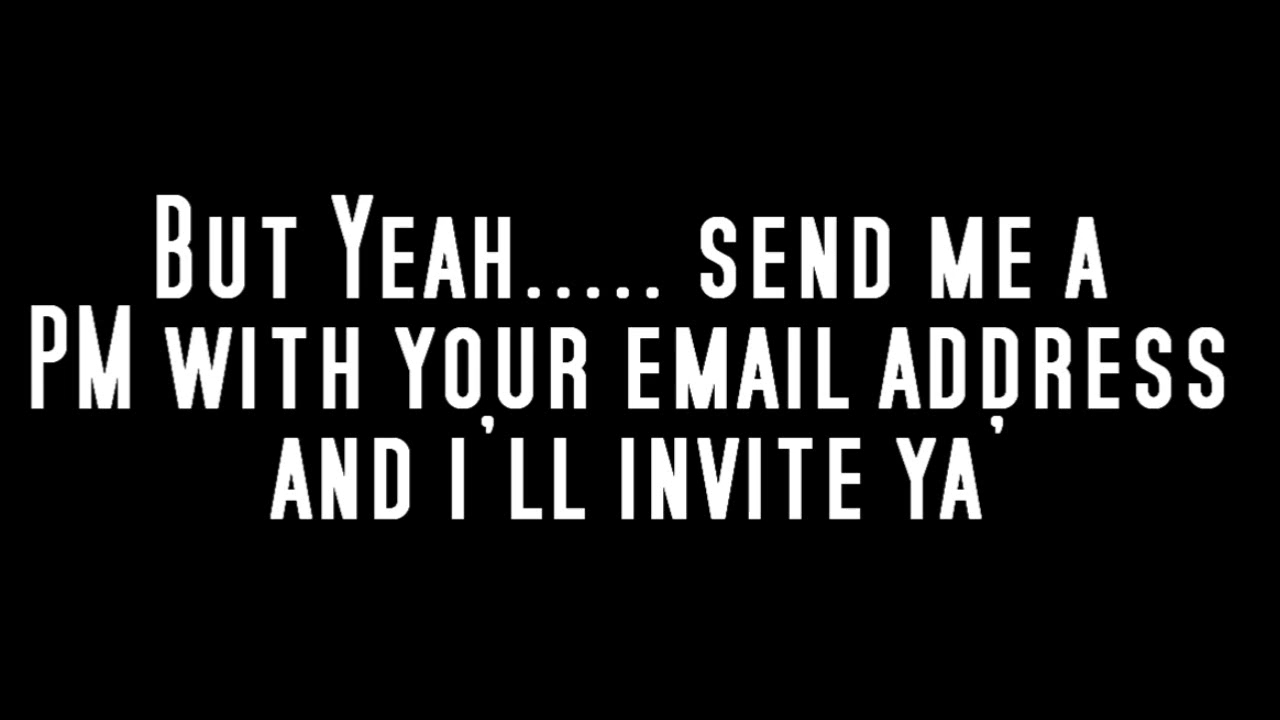 But Yeah..... send me a
PM with your email address
and i'll invite ya'